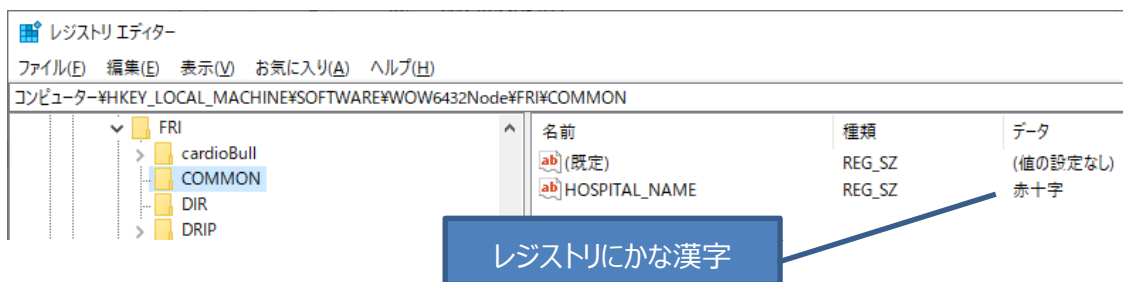 レジストリ エディター
ファイル(F) 編集(E) 表示(V) お気に入り(A) ヘルプ(H)
コンピューター¥HKEY_LOCAL_MACHINE¥SOFTWARE¥WOW6432Node¥FRI¥COMMON
FRI
cardioBull
COMMON
DIR
DRIP
名前 種類 データ
ab (既定) REG_SZ (値の設定なし)
ab HOSPITAL_NAME REG_SZ 赤十字
レジストリにかな漢字